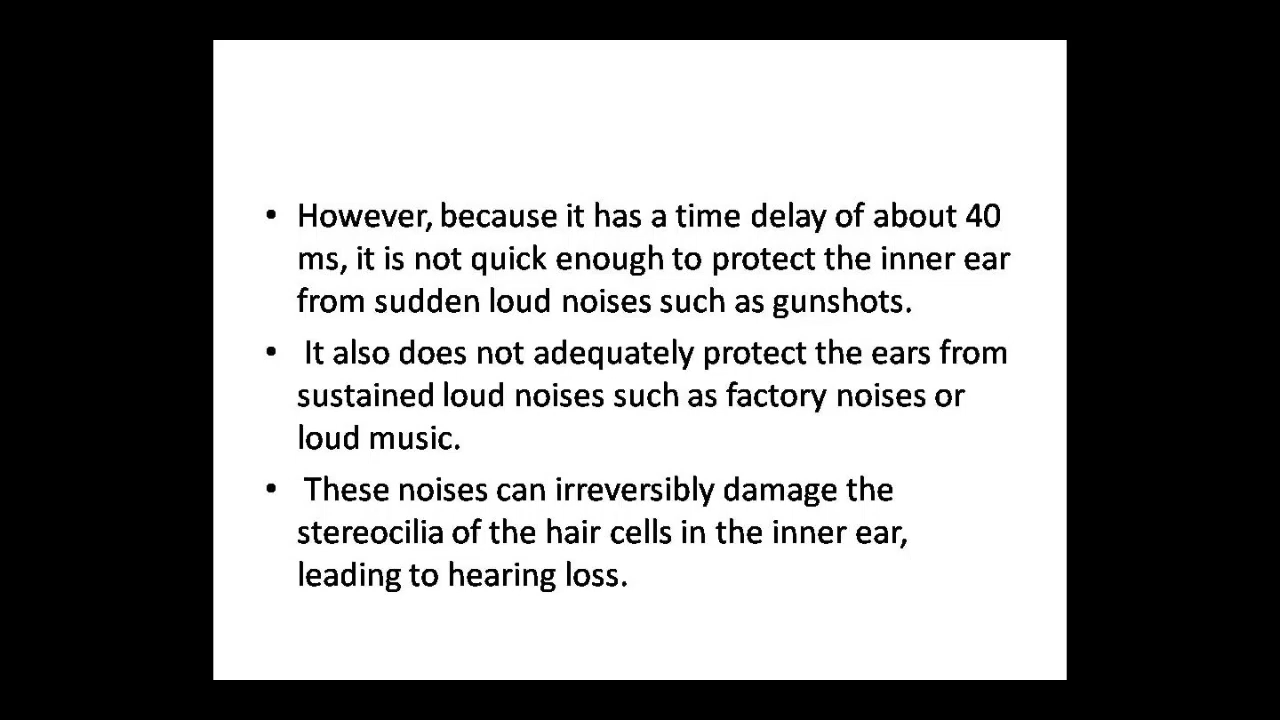 • However, because it has a time delay of about 40
ms, it is not quick enough to protect the inner ear
from sudden loud noises such as gunshots.
• It also does not adequately protect the ears from
sustained loud noises such as factory noises or
loud music.
• These noises can irreversibly damage the
stereocilia of the hair cells in the inner ear,
leading to hearing loss.